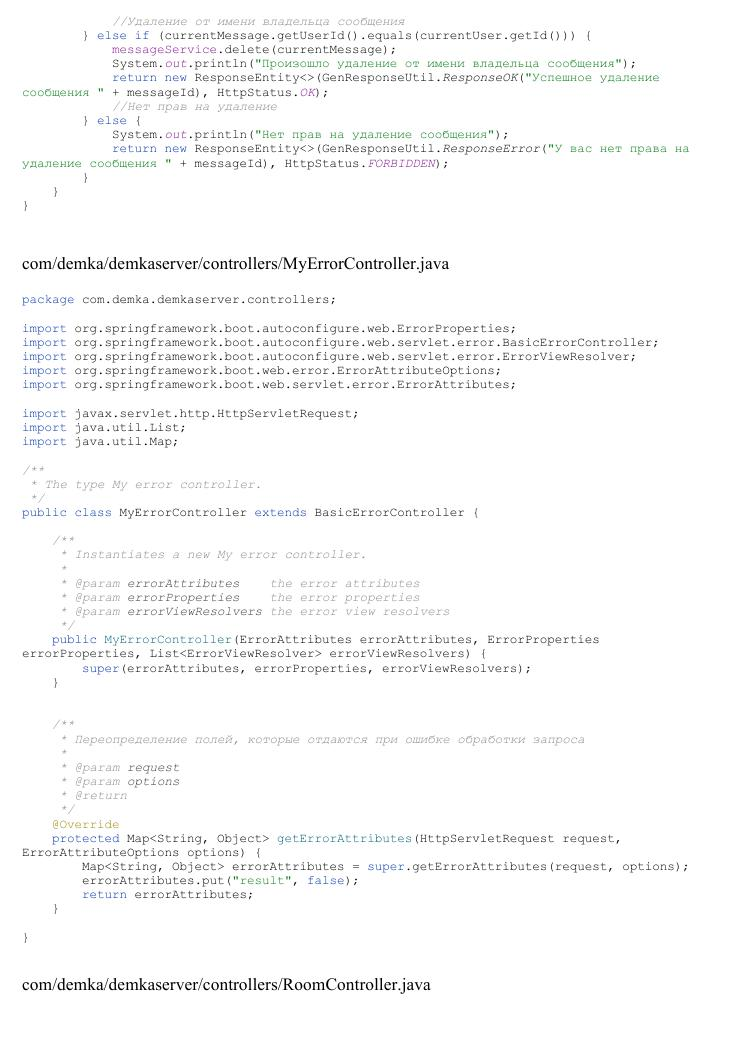 //Удаление от имени владельца сообщения
        } else if (currentMessage.getUserId().equals(currentUser.getId())) {
            messageService.delete(currentMessage);
            System.out.println("Произошло удаление от имени владельца сообщения");
            return new ResponseEntity<>(GenResponseUtil.ResponseOK("Успешное удаление
сообщения " + messageId), HttpStatus.OK);
            //Нет прав на удаление
        } else {
            System.out.println("Нет прав на удаление сообщения");
            return new ResponseEntity<>(GenResponseUtil.ResponseError("У вас нет права на
удаление сообщения " + messageId), HttpStatus.FORBIDDEN);
        }
    }
}
com/demka/demkaserver/controllers/MyErrorController.java
package com.demka.demkaserver.controllers;
import org.springframework.boot.autoconfigure.web.ErrorProperties;
import org.springframework.boot.autoconfigure.web.servlet.error.BasicErrorController;
import org.springframework.boot.autoconfigure.web.servlet.error.ErrorViewResolver;
import org.springframework.boot.web.error.ErrorAttributeOptions;
import org.springframework.boot.web.servlet.error.ErrorAttributes;
import javax.servlet.http.HttpServletRequest;
import java.util.List;
import java.util.Map;
/**
 * The type My error controller.
 */
public class MyErrorController extends BasicErrorController {
    /**
     * Instantiates a new My error controller.
     *
     * @param errorAttributes    the error attributes
     * @param errorProperties    the error properties
     * @param errorViewResolvers the error view resolvers
     */
    public MyErrorController(ErrorAttributes errorAttributes, ErrorProperties
errorProperties, List<ErrorViewResolver> errorViewResolvers) {
        super(errorAttributes, errorProperties, errorViewResolvers);
    }
    /**
     * Переопределение полей, которые отдаются при ошибке обработки запроса
     *
     * @param request
     * @param options
     * @return
     */
    @Override
    protected Map<String, Object> getErrorAttributes(HttpServletRequest request,
ErrorAttributeOptions options) {
        Map<String, Object> errorAttributes = super.getErrorAttributes(request, options);
        errorAttributes.put("result", false);
        return errorAttributes;
    }
}
com/demka/demkaserver/controllers/RoomController.java